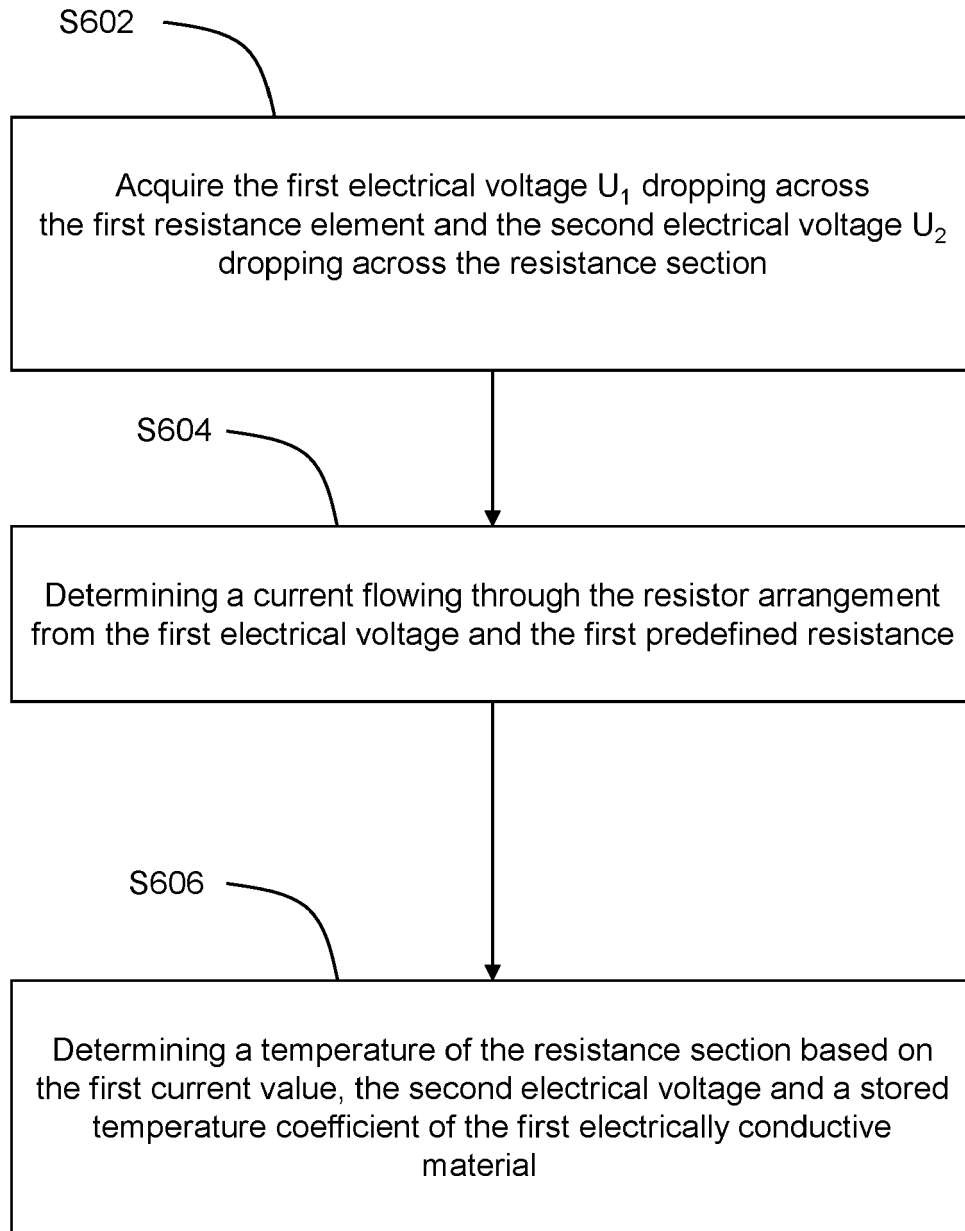 S602
Acquire the first electrical voltage U₁ dropping across
the first resistance element and the second electrical voltage U₂
dropping across the resistance section
S604
Determining a current flowing through the resistor arrangement
from the first electrical voltage and the first predefined resistance
S606
Determining a temperature of the resistance section based on
the first current value, the second electrical voltage and a stored
temperature coefficient of the first electrically conductive
material